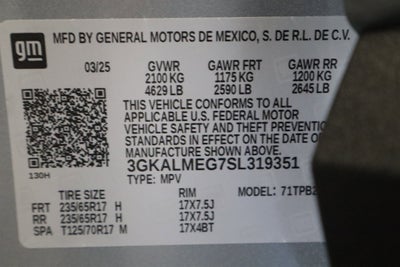 gm
MFD BY GENERAL MOTORS DE MEXICO, S. DE R.L. DE C.V.
03/25 GVWR GAWR FRT GAWR RR
2100 KG 1175 KG 1200 KG
4629 LB 2590 LB 2645 LB
THIS VEHICLE CONFORMS TO ALL
APPLICABLE U.S. FEDERAL MOTOR
VEHICLE SAFETY AND THEFT PREVENTIO
STANDARDS IN EFFECT ON THE DATE O
MANUFACTURE SHOWN ABOVE.
3GKALMEG7SL319351
130H
TYPE: MPV
TIRE SIZE RIM MODEL: 71TPB2
FRT 235/65R17 H 17X7.5J
RR 235/65R17 H 17X7.5J
SPA T125/70R17 M 17X4BT